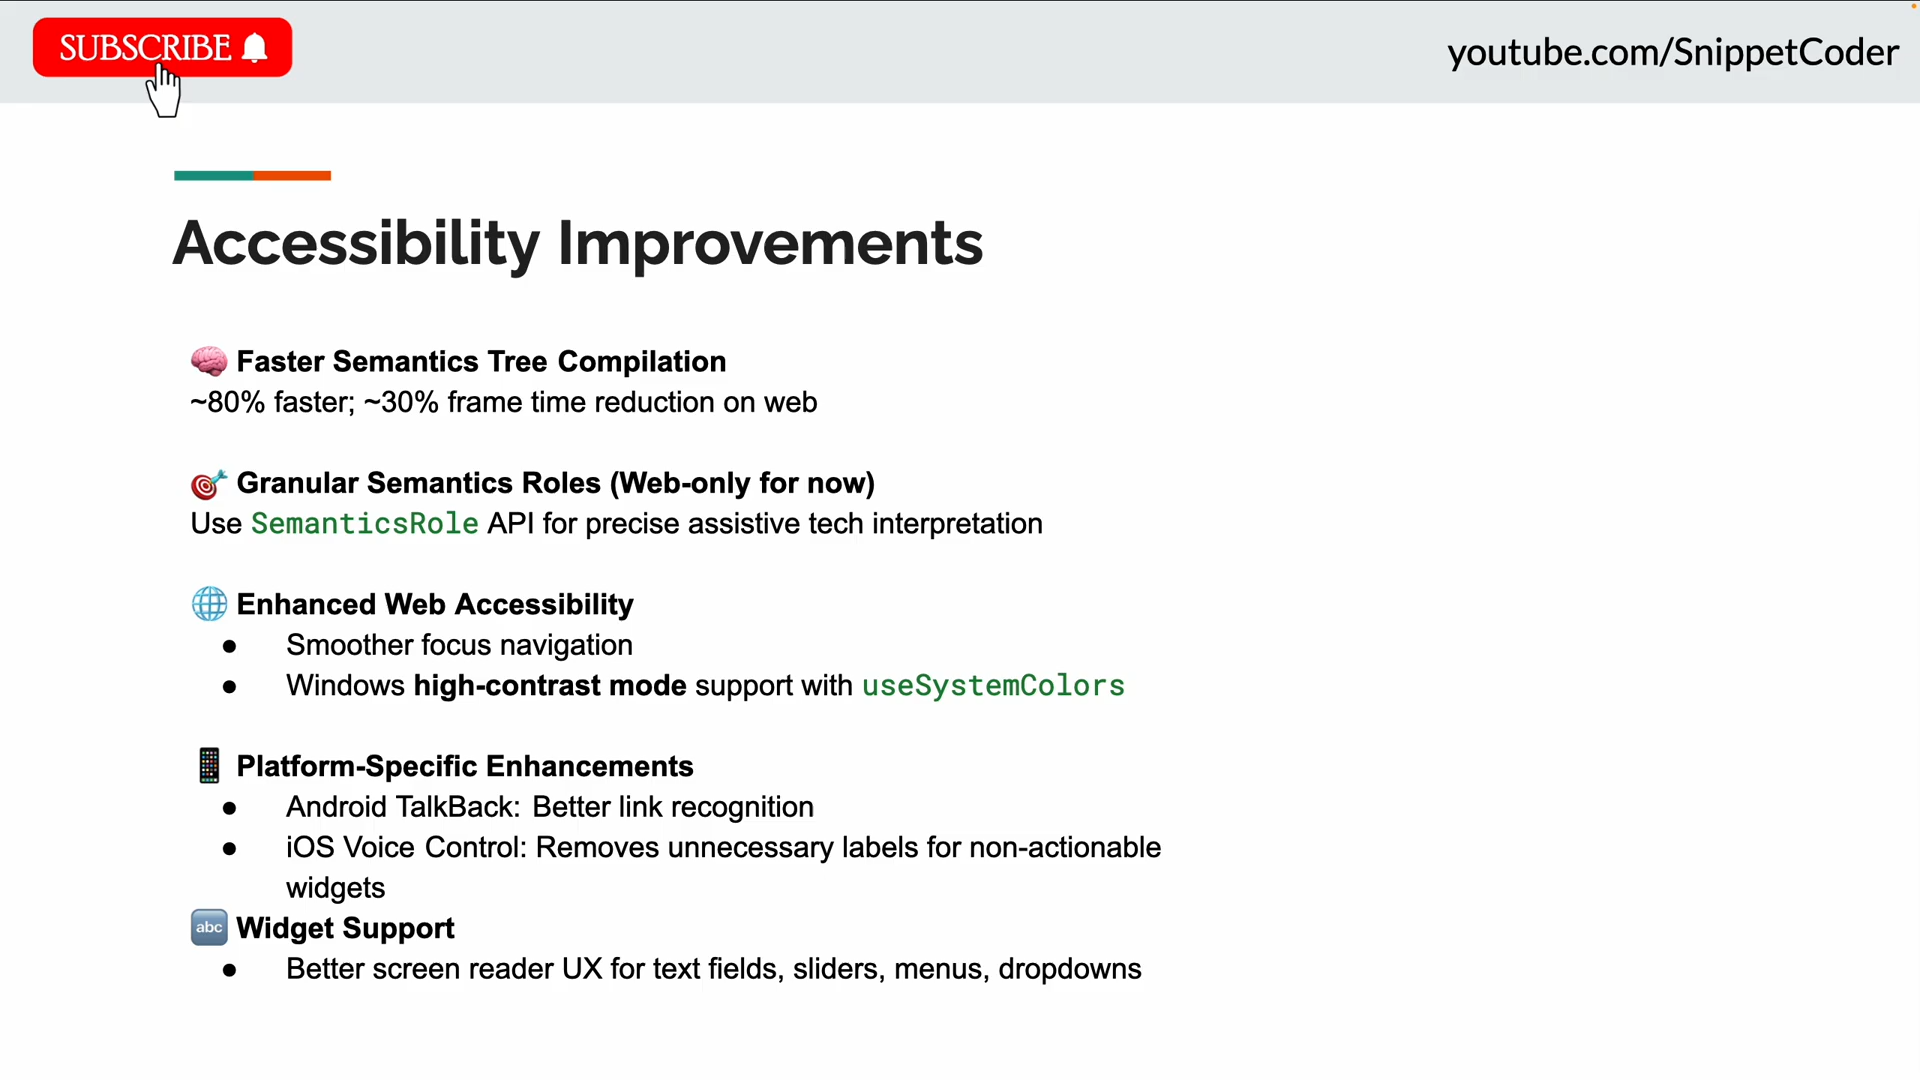 SUBSCRIBE
youtube.com/SnippetCoder
Accessibility Improvements
🧠 Faster Semantics Tree Compilation
~80% faster; ~30% frame time reduction on web
🎯 Granular Semantics Roles (Web-only for now)
Use SemanticsRole API for precise assistive tech interpretation
🌐 Enhanced Web Accessibility
● Smoother focus navigation
● Windows high-contrast mode support with useSystemColors
📱 Platform-Specific Enhancements
● Android TalkBack: Better link recognition
● iOS Voice Control: Removes unnecessary labels for non-actionable
widgets
🔤 Widget Support
● Better screen reader UX for text fields, sliders, menus, dropdowns